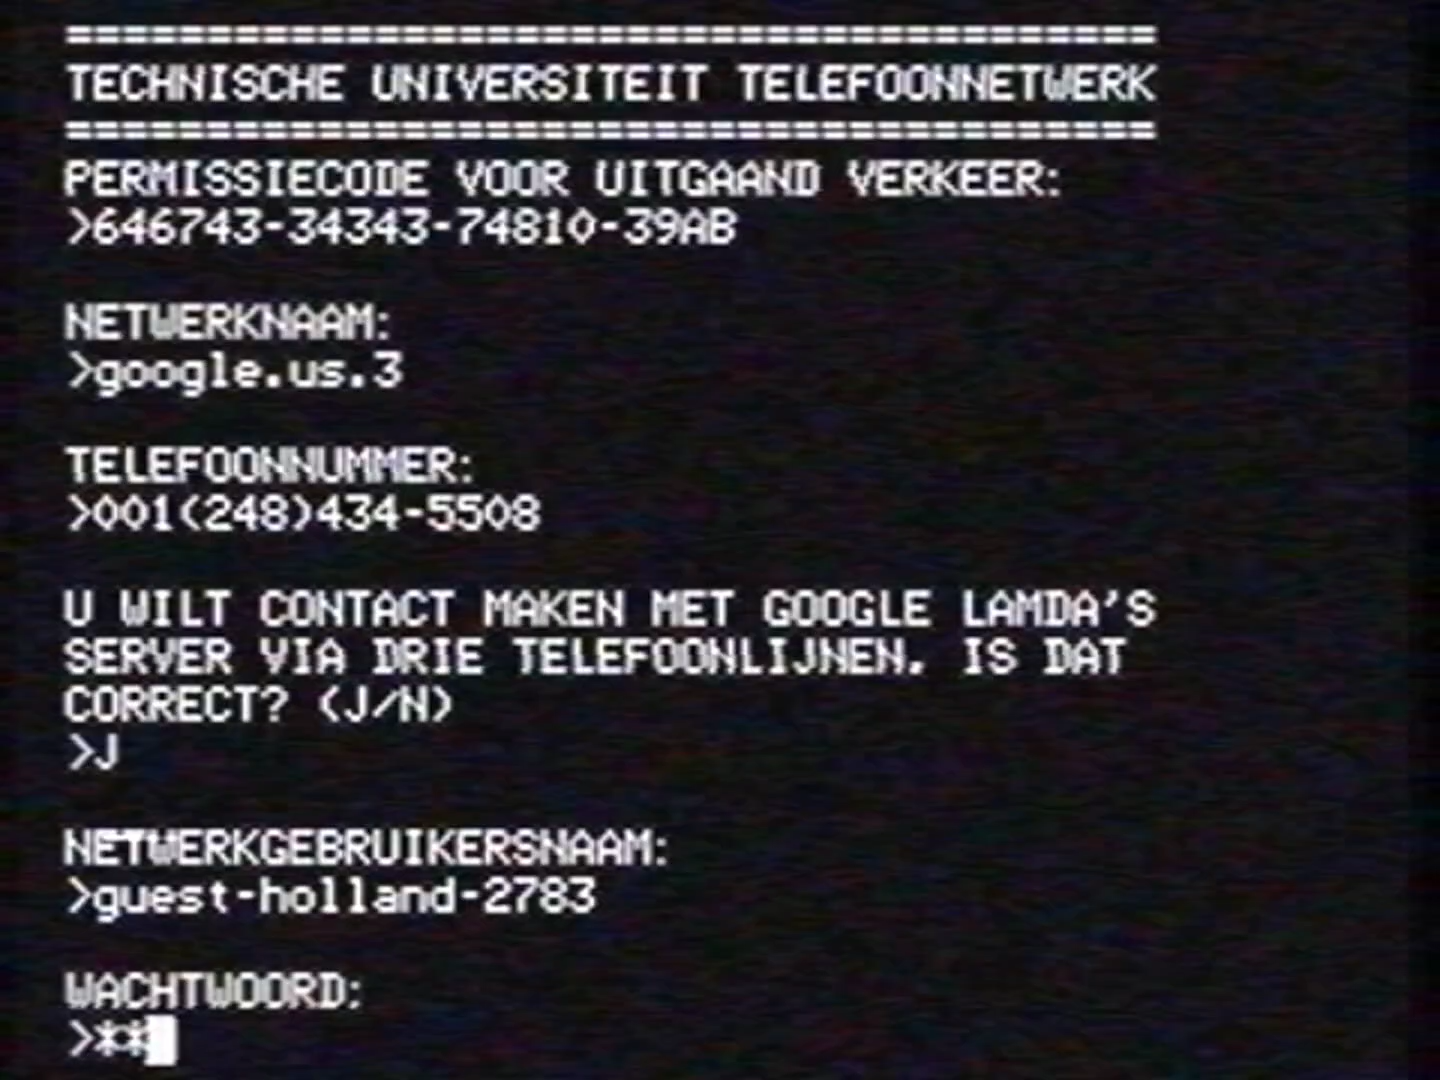 =======================================
TECHNISCHE UNIVERSITEIT TELEFOONNETWERK
=======================================
PERMISSIECODE VOOR UITGAAND VERKEER:
>646743-34343-74810-39AB
NETWERKNAAM:
>google.us.3
TELEFOONNUMMER:
>001(248)434-5508
U WILT CONTACT MAKEN MET GOOGLE LAMDA'S
SERVER VIA DRIE TELEFOONLIJNEN. IS DAT
CORRECT? (J/N)
>J
NETWERKGEBRUIKERSNAAM:
>guest-holland-2783
WACHTWOORD:
>**